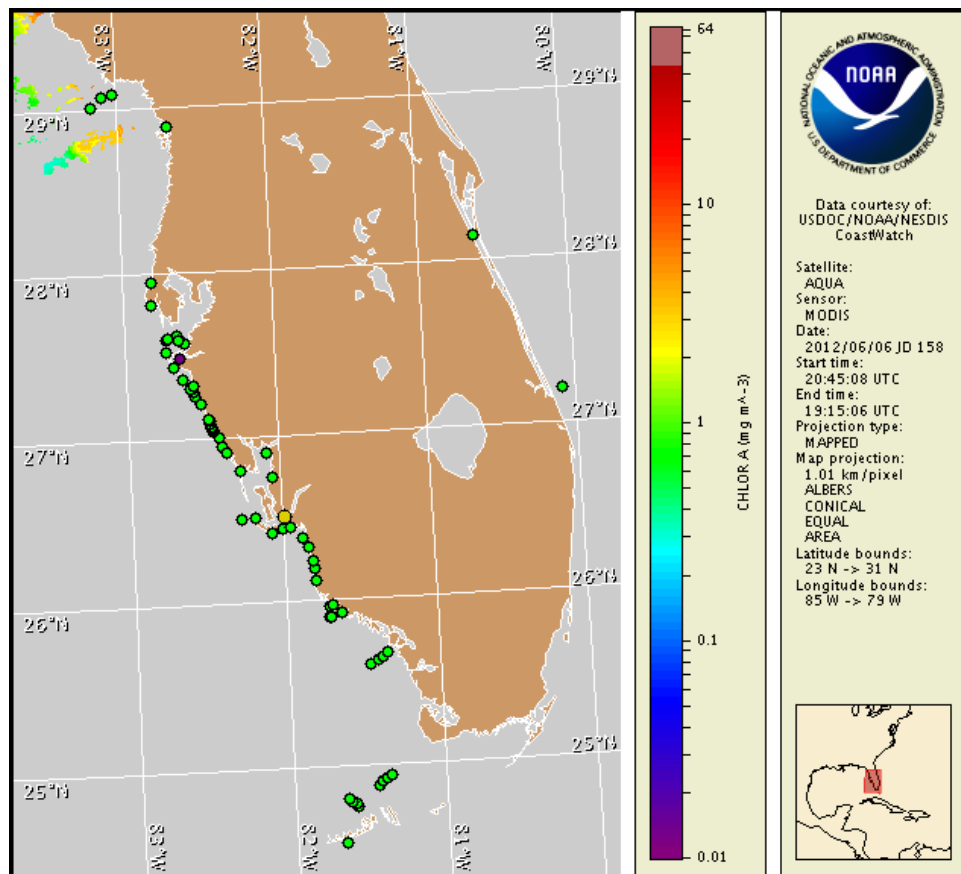 83°W
82°W
81°W
80°W
29°N
29°N
28°N
28°N
27°N
27°N
26°N
26°N
25°N
25°N
83°W
82°W
81°W
64
10
1
0.1
0.01
CHLOR A (mg m^-3)
NATIONAL OCEANIC AND ATMOSPHERIC ADMINISTRATION
NOAA
U.S. DEPARTMENT OF COMMERCE
Data courtesy of:
USDOC/NOAA/NESDIS
CoastWatch
Satellite:
AQUA
Sensor:
MODIS
Date:
2012/06/06 JD 158
Start time:
20:45:08 UTC
End time:
19:15:06 UTC
Projection type:
MAPPED
Map projection:
1.01 km/pixel
ALBERS
CONICAL
EQUAL
AREA
Latitude bounds:
23 N -> 31 N
Longitude bounds:
85 W -> 79 W